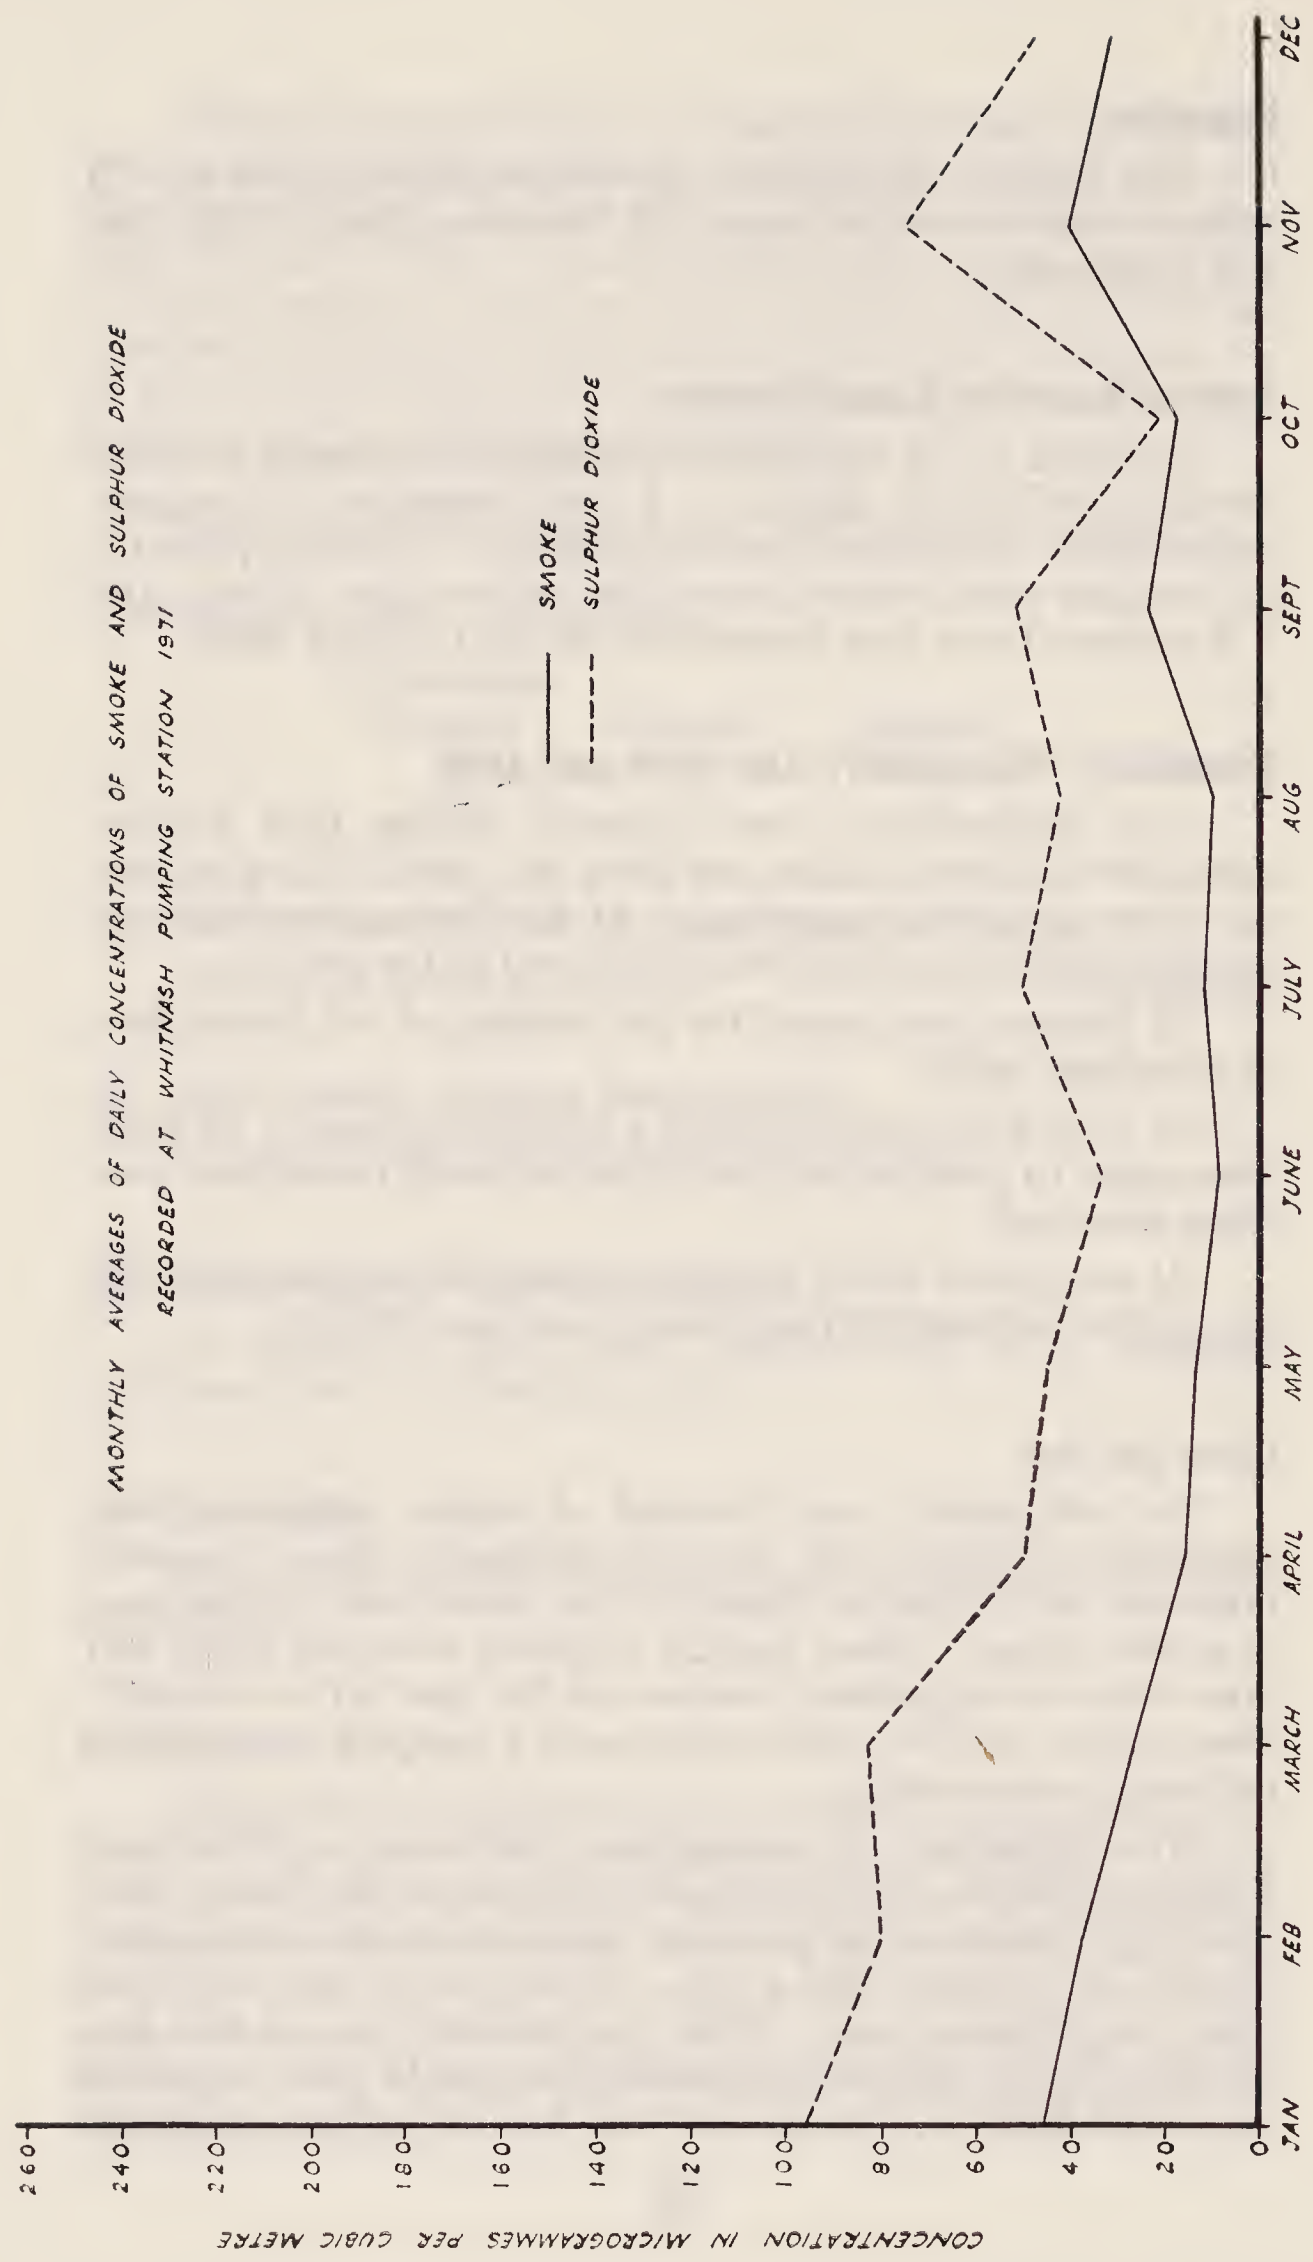 MONTHLY AVERAGES OF DAILY CONCENTRATIONS OF SMOKE AND SULPHUR DIOXIDE
RECORDED AT WHITNASH PUMPING STATION 1971
SMOKE
SULPHUR DIOXIDE
CONCENTRATION IN MICROGRAMMES PER CUBIC METRE
260
240
220
200
180
160
140
120
100
80
60
40
20
0
JAN FEB MARCH APRIL MAY JUNE JULY AUG SEPT OCT NOV DEC